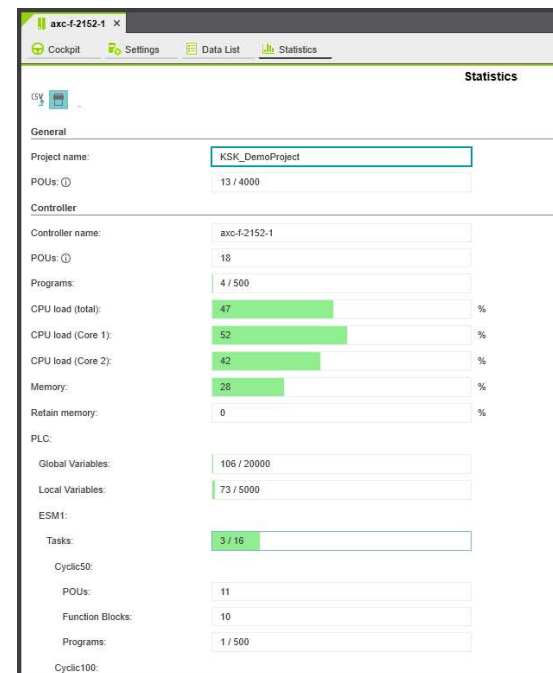 axc-f-2152-1 ×
Cockpit Settings Data List Statistics
Statistics
CSV
General
Project name: KSK_DemoProject
POUs: 13 / 4000
Controller
Controller name: axc-f-2152-1
POUs: 18
Programs: 4 / 500
CPU load (total): 47 %
CPU load (Core 1): 52 %
CPU load (Core 2): 42 %
Memory: 28 %
Retain memory: 0 %
PLC:
Global Variables: 106 / 20000
Local Variables: 73 / 5000
ESM1:
Tasks: 3 / 16
Cyclic50:
POUs: 11
Function Blocks: 10
Programs: 1 / 500
Cyclic100: